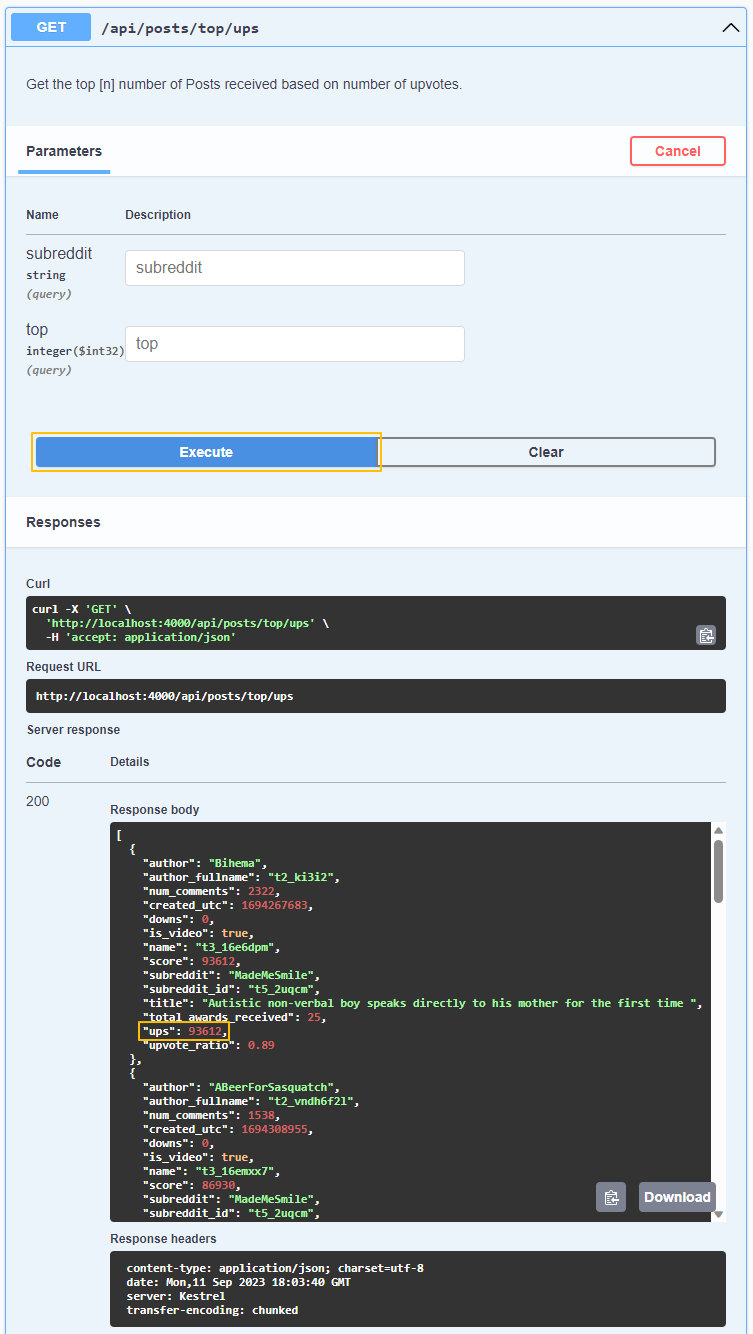 GET /api/posts/top/ups
Get the top [n] number of Posts received based on number of upvotes.
Parameters Cancel
Name Description
subreddit
string
(query)
subreddit
top
integer($int32)
(query)
top
Execute Clear
Responses
Curl
curl -X 'GET' \
  'http://localhost:4000/api/posts/top/ups' \
  -H 'accept: application/json'
Request URL
http://localhost:4000/api/posts/top/ups
Server response
Code Details
200
Response body
[
  {
    "author": "Bihema",
    "author_fullname": "t2_ki3i2",
    "num_comments": 2322,
    "created_utc": 1694267683,
    "downs": 0,
    "is_video": true,
    "name": "t3_16e6dpm",
    "score": 93612,
    "subreddit": "MadeMeSmile",
    "subreddit_id": "t5_2uqcm",
    "title": "Autistic non-verbal boy speaks directly to his mother for the first time ",
    "total_awards_received": 25,
    "ups": 93612,
    "upvote_ratio": 0.89
  },
  {
    "author": "ABeerForSasquatch",
    "author_fullname": "t2_vndh6f2l",
    "num_comments": 1538,
    "created_utc": 1694308955,
    "downs": 0,
    "is_video": true,
    "name": "t3_16emxx7",
    "score": 86930,
    "subreddit": "MadeMeSmile",
    "subreddit_id": "t5_2uqcm",
Download
Response headers
content-type: application/json; charset=utf-8
date: Mon,11 Sep 2023 18:03:40 GMT
server: Kestrel
transfer-encoding: chunked